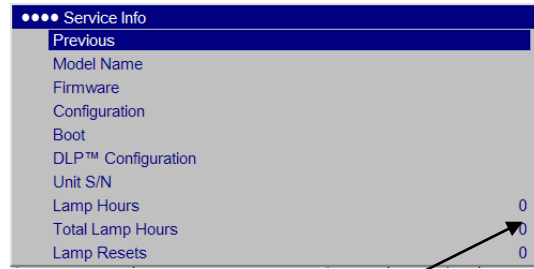 ●●●● Service Info
Previous
Model Name
Firmware
Configuration
Boot
DLP™ Configuration
Unit S/N
Lamp Hours 0
Total Lamp Hours 0
Lamp Resets 0